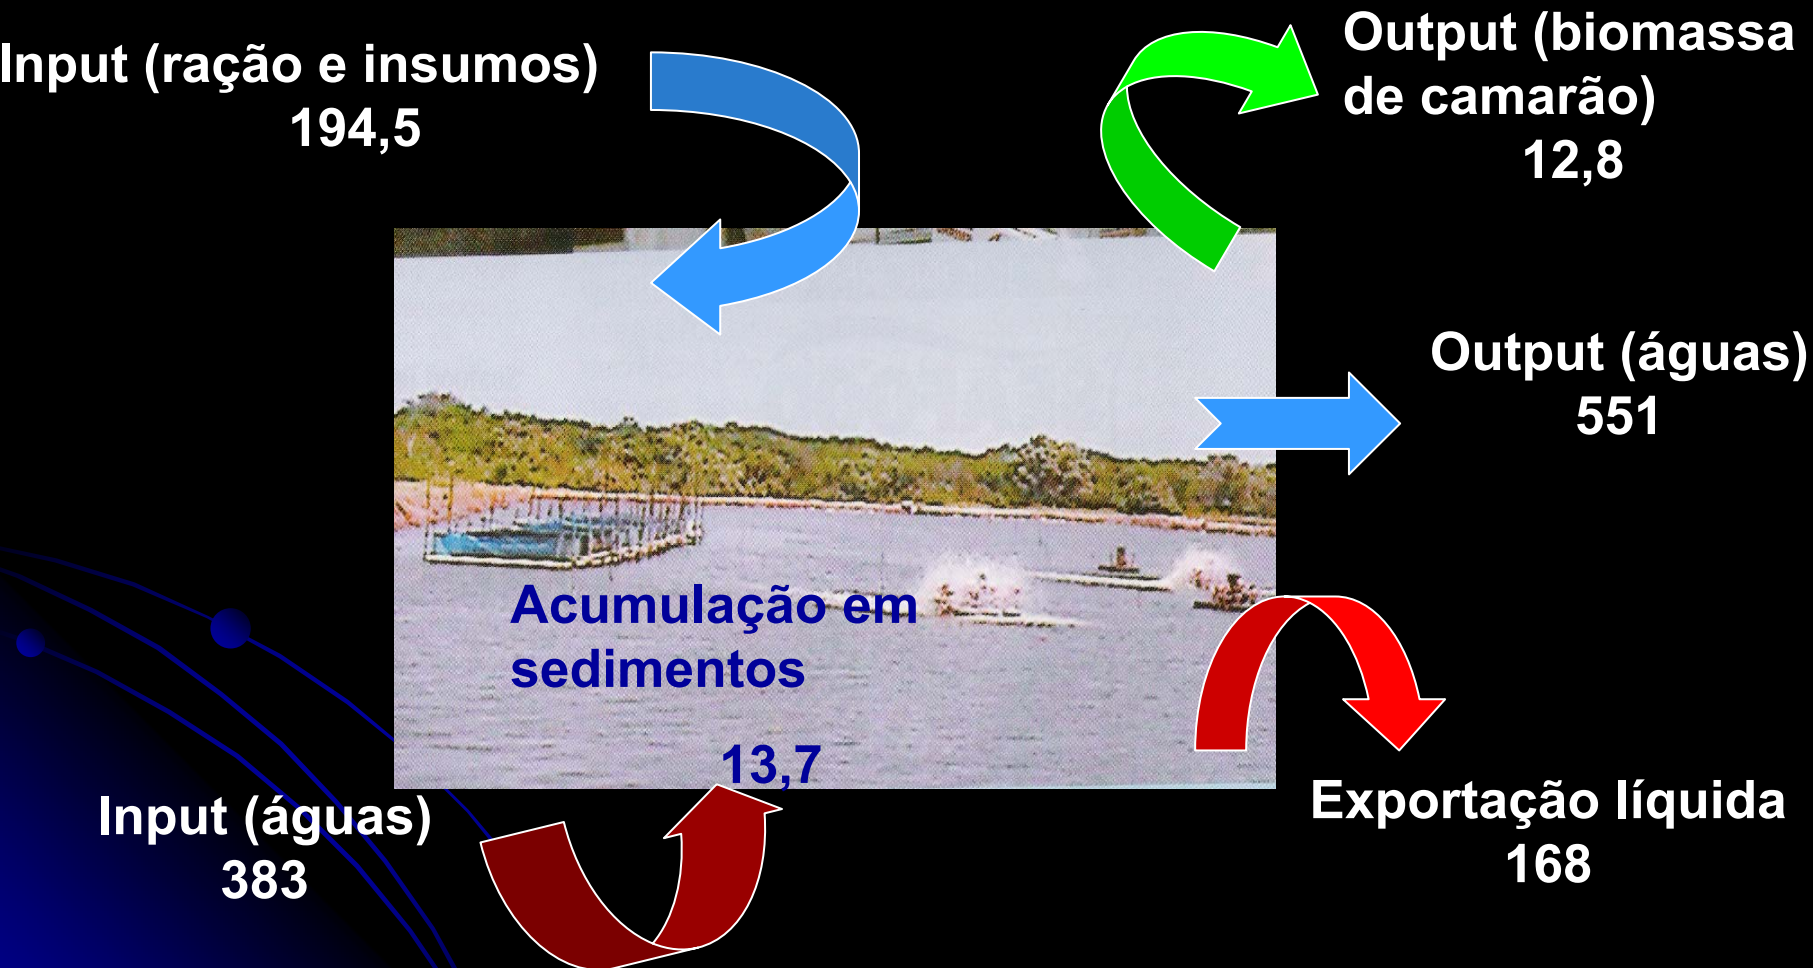 Input (ração e insumos)
194,5
Output (biomassa
de camarão)
12,8
Output (águas)
551
Acumulação em
sedimentos
13,7
Input (águas)
383
Exportação líquida
168